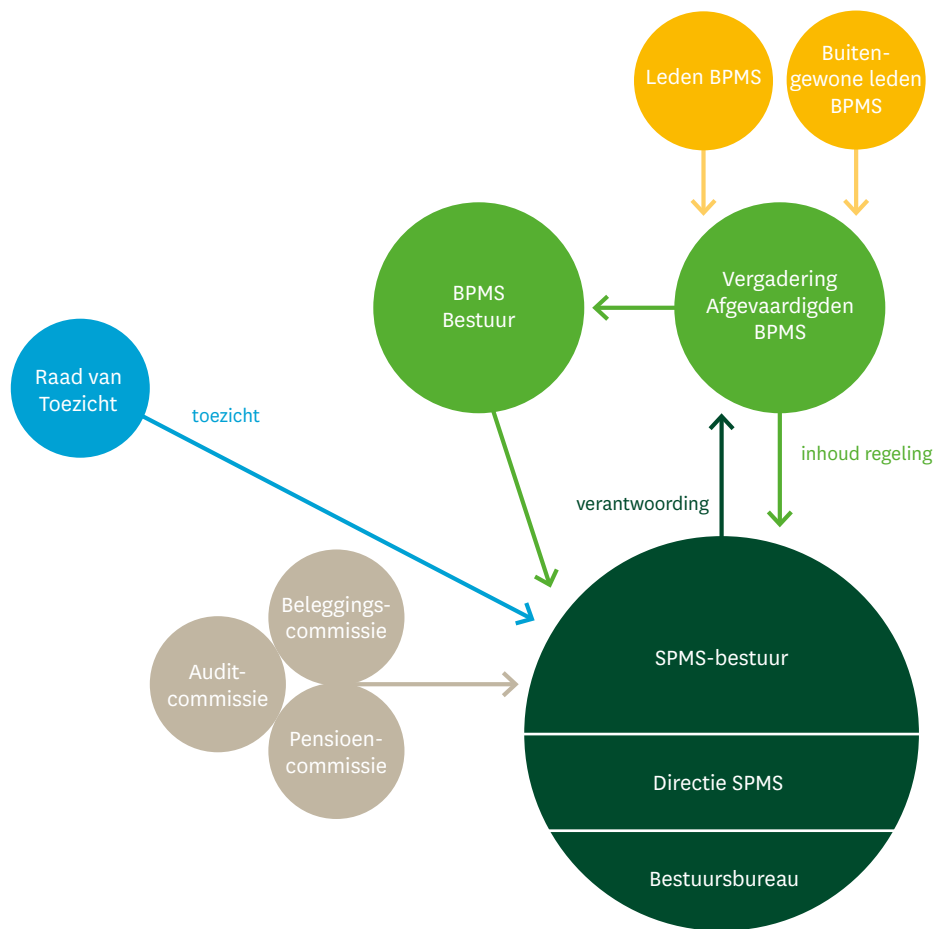 Leden BPMS
Buiten-
gewone leden
BPMS
BPMS
Bestuur
Vergadering
Afgevaardigden
BPMS
Raad van
Toezicht
toezicht
inhoud regeling
verantwoording
Beleggings-
commissie
Audit-
commissie
Pensioen-
commissie
SPMS-bestuur
Directie SPMS
Bestuursbureau